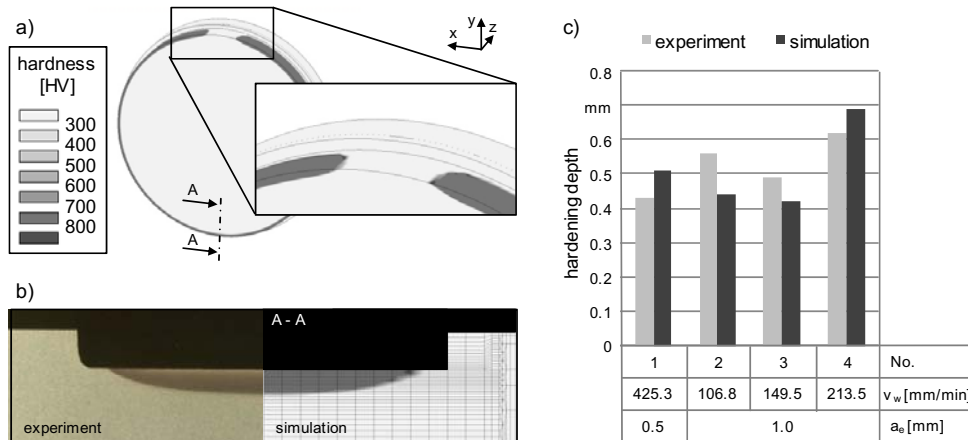 a)
hardness
[HV]
300
400
500
600
700
800
y
x
z
A
A
b)
A - A
experiment
simulation
c)
experiment simulation
0.8
mm
0.6
0.5
0.4
0.3
0.2
0.1
0
hardening depth
1 2 3 4 No.
425.3 106.8 149.5 213.5 vw [mm/min]
0.5 1.0 ae [mm]